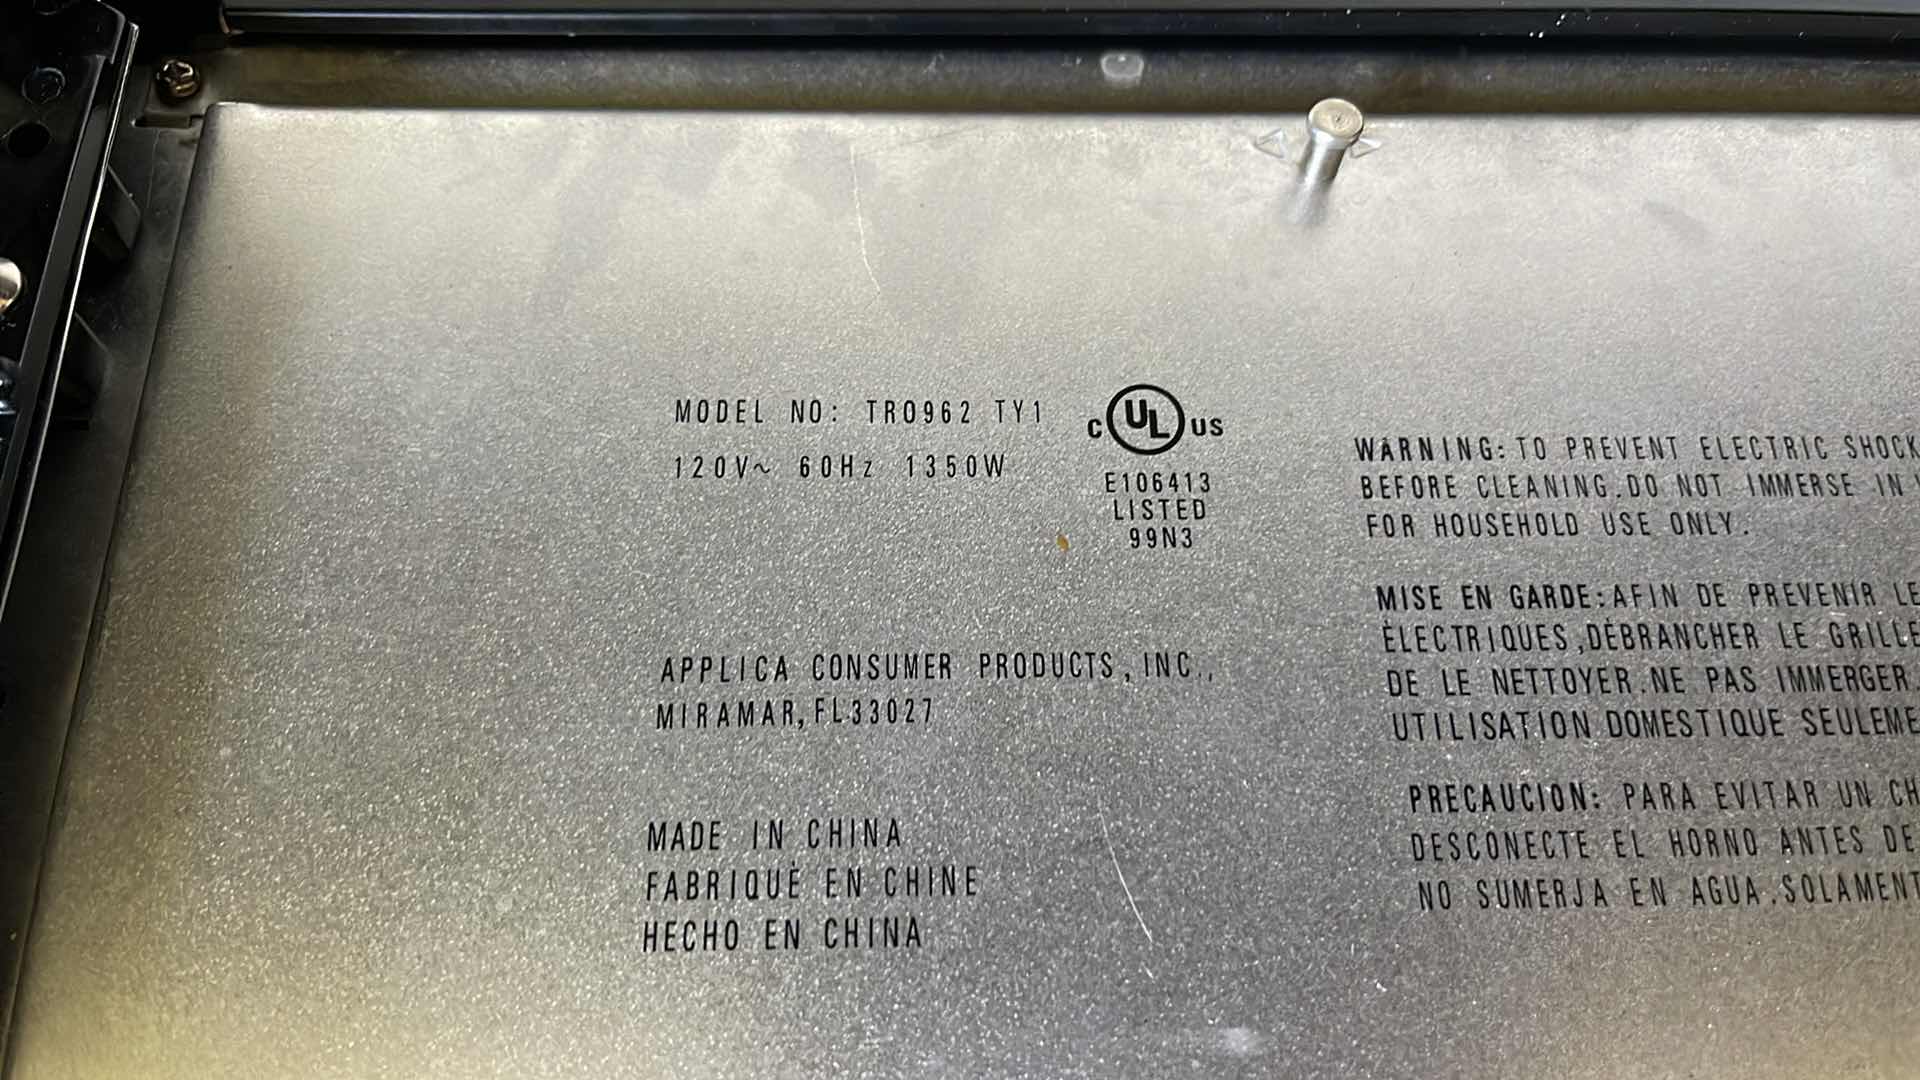 MODEL NO: TRO962 TY1
120V~ 60Hz 1350W
C UL US
E106413
LISTED
99N3
APPLICA CONSUMER PRODUCTS, INC.,
MIRAMAR, FL33027
MADE IN CHINA
FABRIQUÈ EN CHINE
HECHO EN CHINA
WARNING: TO PREVENT ELECTRIC SHOCK
BEFORE CLEANING. DO NOT IMMERSE IN
FOR HOUSEHOLD USE ONLY.
MISE EN GARDE: AFIN DE PREVENIR LE
ÈLECTRIQUES, DÈBRANCHER LE GRILLE
DE LE NETTOYER. NE PAS IMMERGER.
UTILISATION DOMESTIQUE SEULEME
PRECAUCION: PARA EVITAR UN CH
DESCONECTE EL HORNO ANTES DE
NO SUMERJA EN AGUA. SOLAMENT